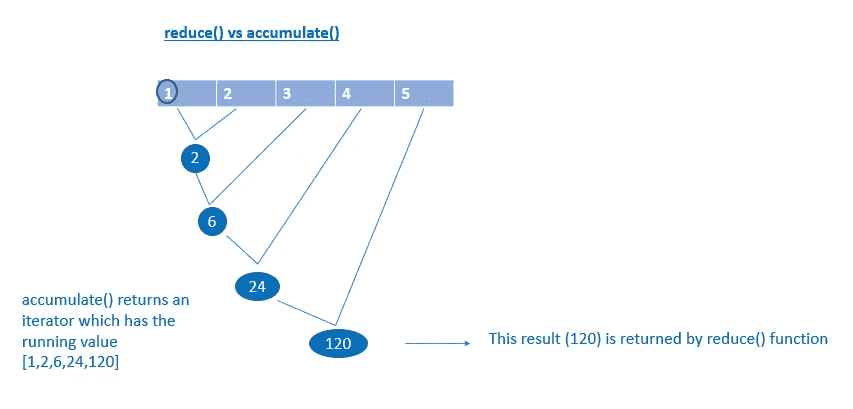 reduce() vs accumulate()
1 2 3 4 5
2
6
24
120
accumulate() returns an
iterator which has the
running value
[1,2,6,24,120]
This result (120) is returned by reduce() function